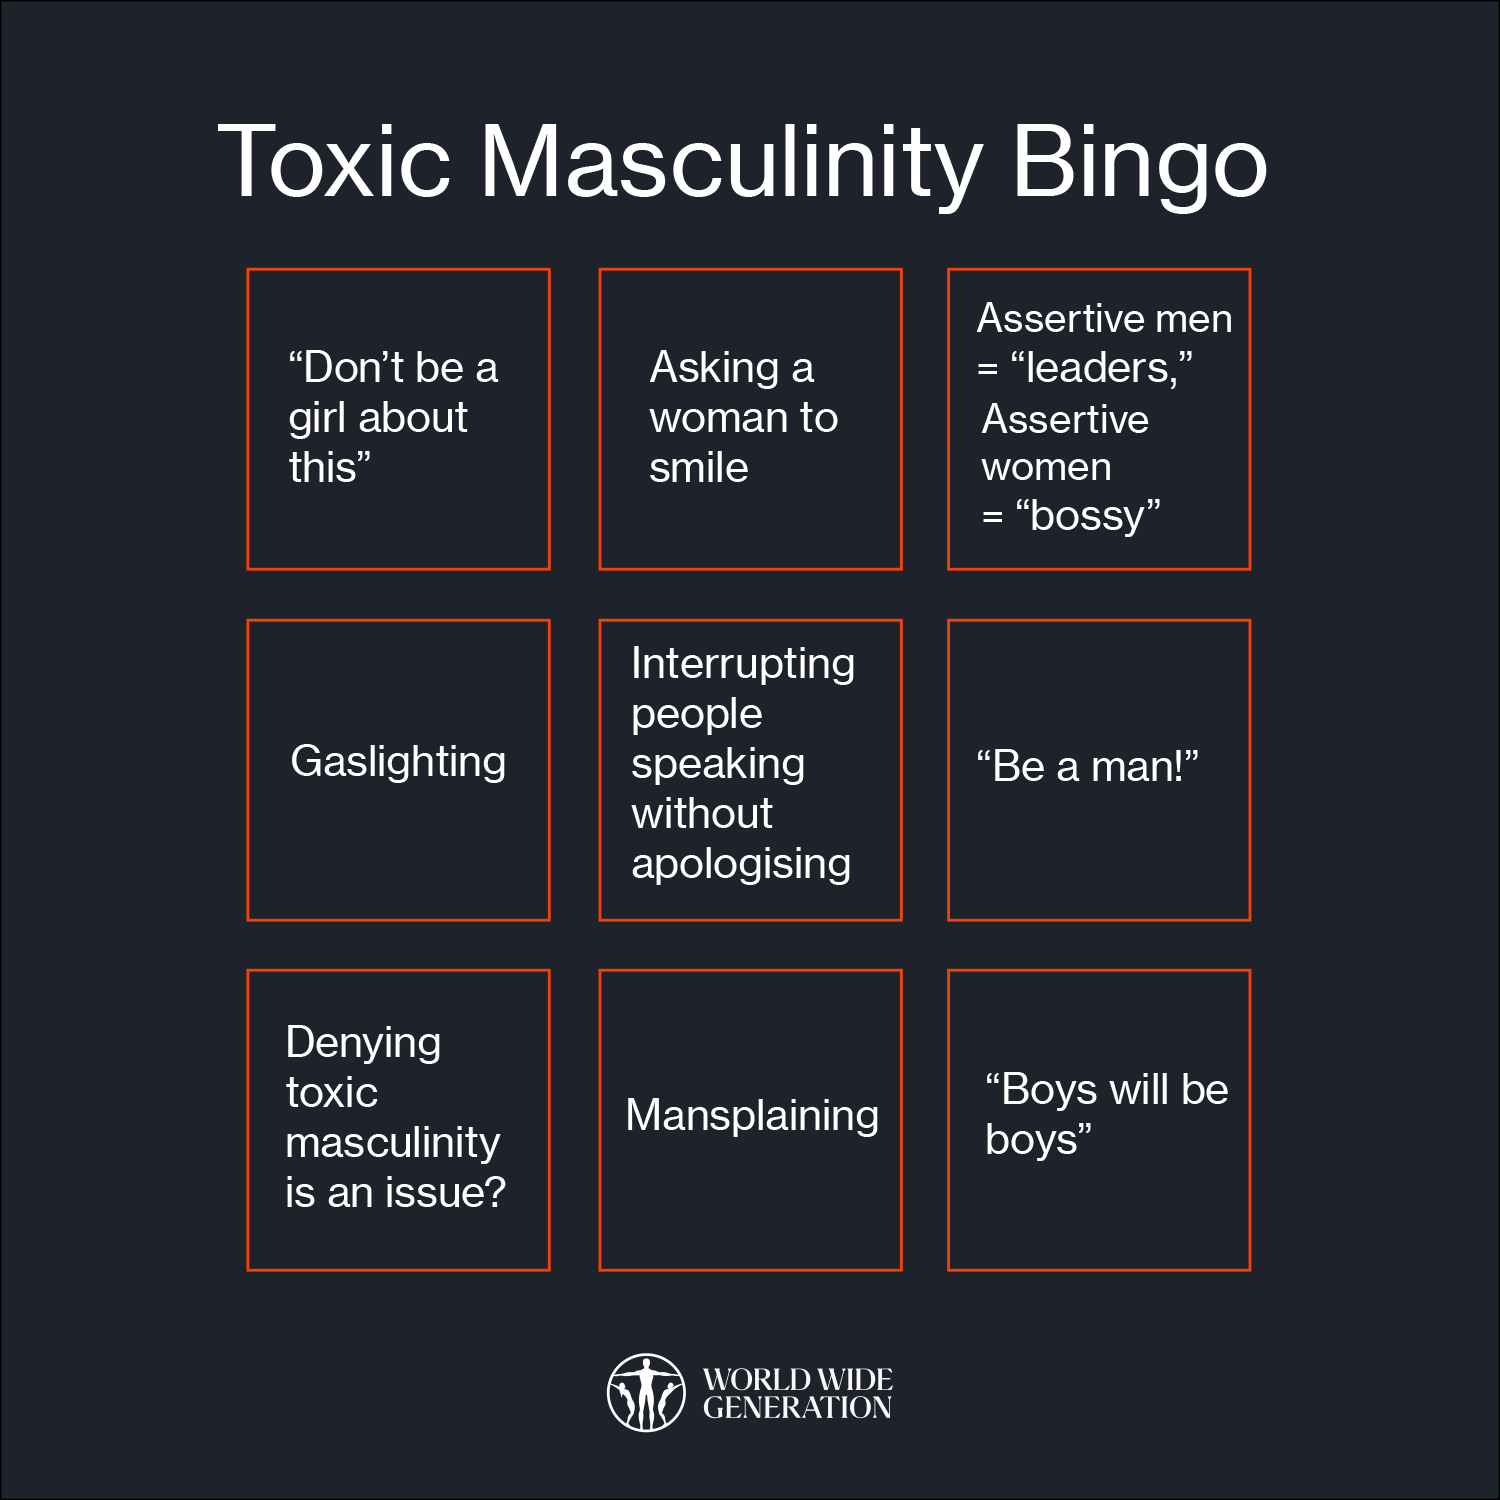 Toxic Masculinity Bingo
“Don’t be a
girl about
this”
Asking a
woman to
smile
Assertive men
= “leaders,”
Assertive
women
= “bossy”
Gaslighting
Interrupting
people
speaking
without
apologising
“Be a man!”
Denying
toxic
masculinity
is an issue?
Mansplaining
“Boys will be
boys”
WORLD WIDE
GENERATION